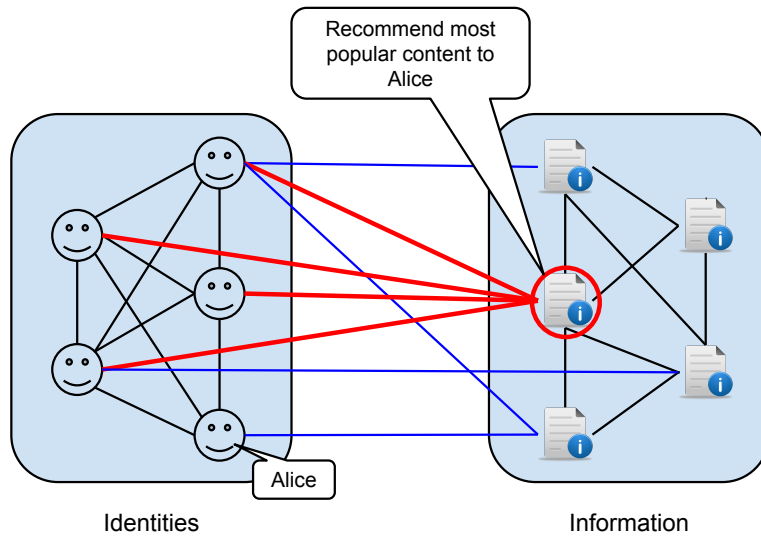 Recommend most
popular content to
Alice
i
i
i
i
i
Alice
Identities
Information